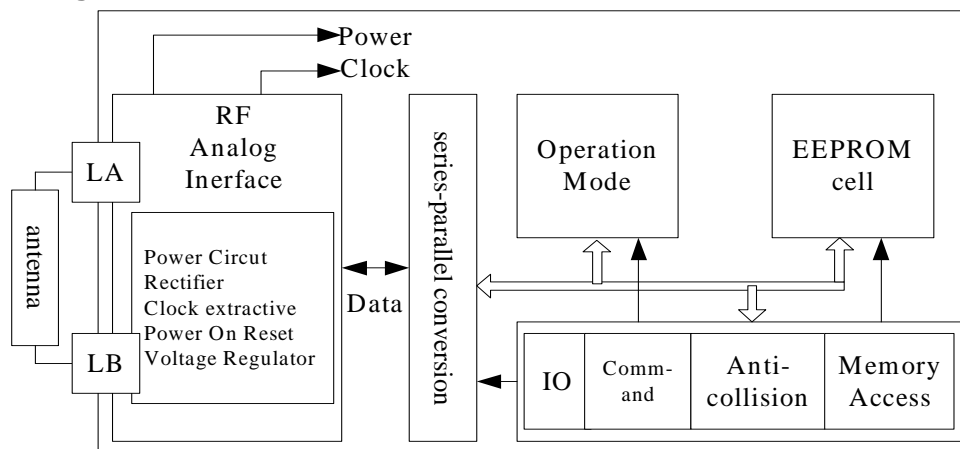 Power
Clock
RF
Analog
Inerface
LA
antenna
LB
Power Circut
Rectifier
Clock extractive
Power On Reset
Voltage Regulator
Data
series-parallel conversion
Operation
Mode
EEPROM
cell
IO
Comm-
and
Anti-
collision
Memory
Access